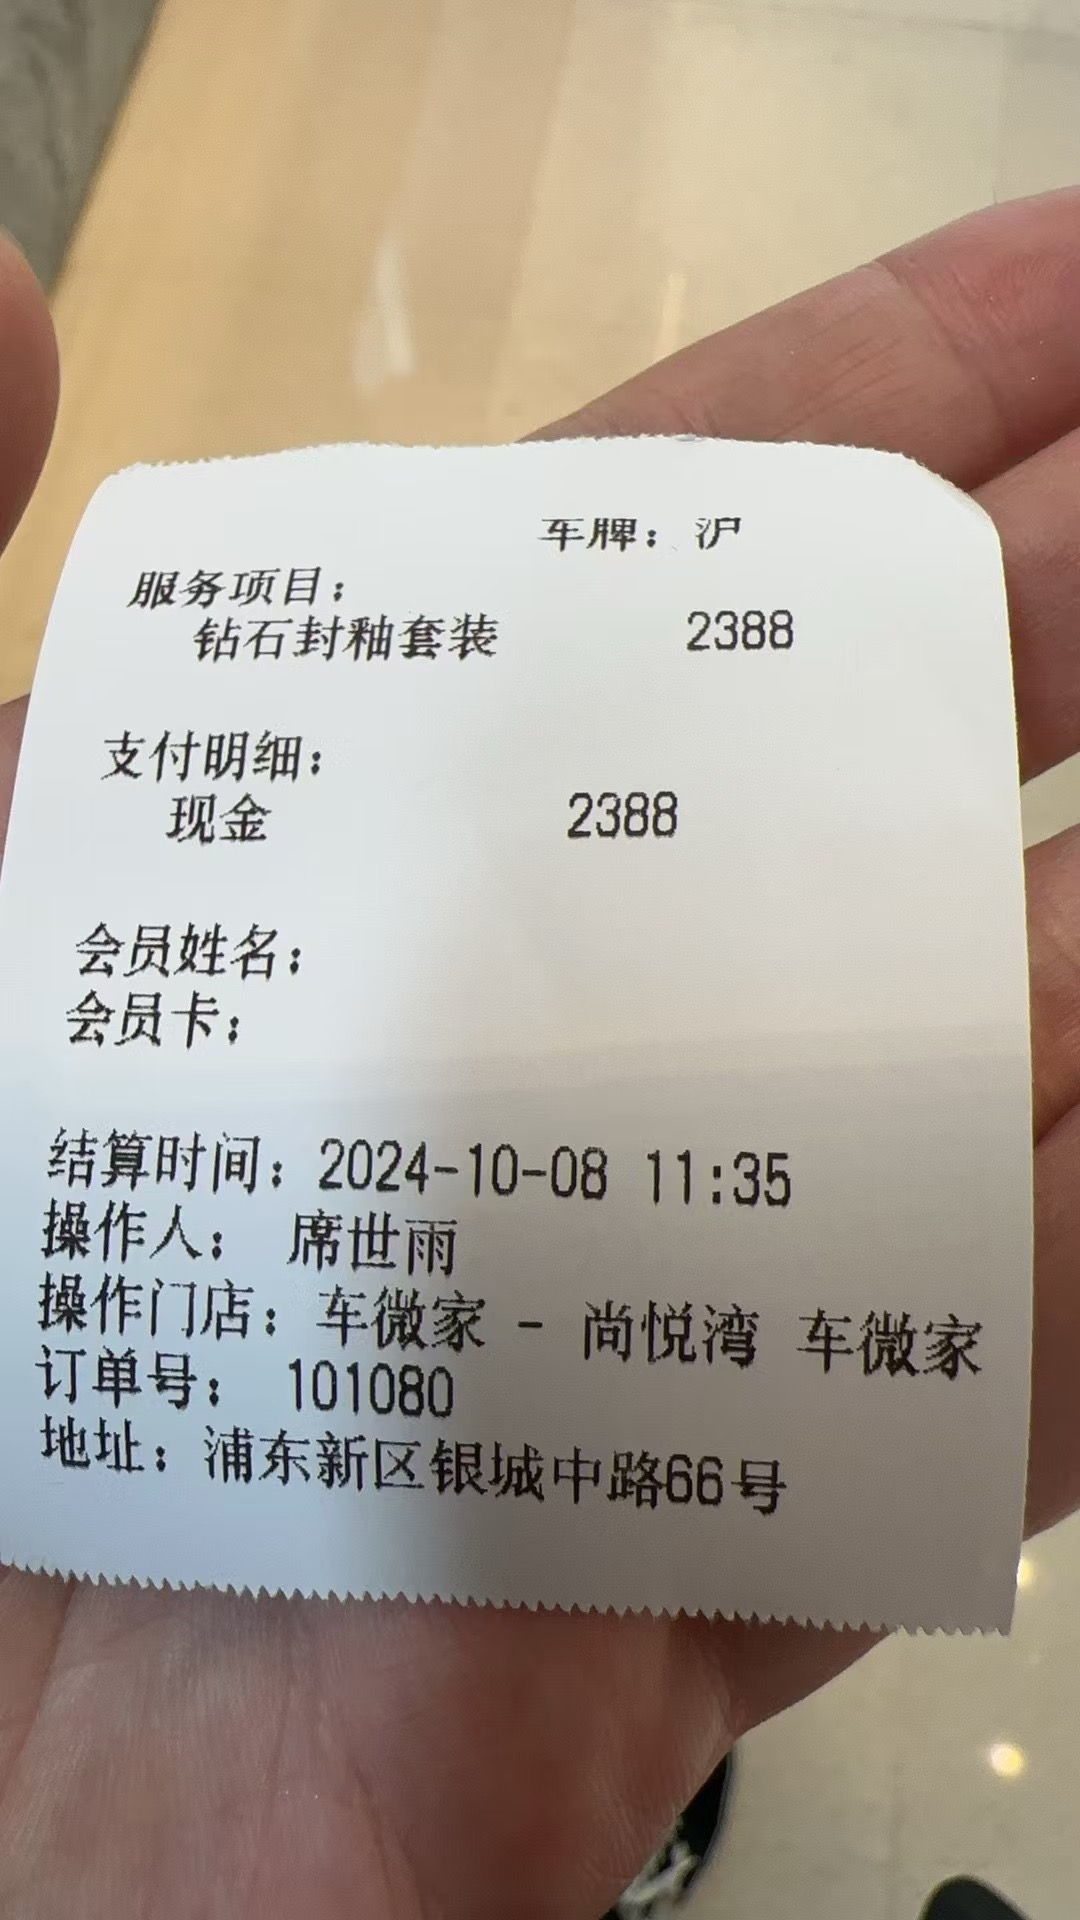 车牌：沪
服务项目：
钻石封釉套装 2388
支付明细：
现金 2388
会员姓名：
会员卡：
结算时间：2024-10-08 11:35
操作人： 席世雨
操作门店：车微家 - 尚悦湾 车微家
订单号： 101080
地址：浦东新区银城中路66号